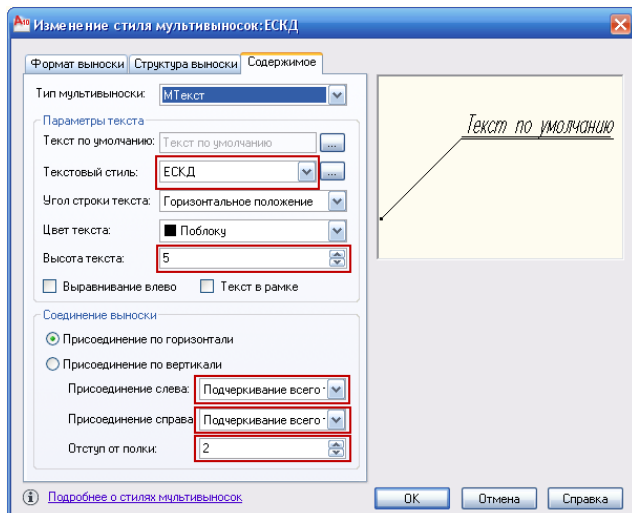 Изменение стиля мультивыносок:ЕСКД
Формат выноски Структура выноски Содержимое
Тип мультивыноски: МТекст
Параметры текста
Текст по умолчанию: Текст по умолчанию ...
Текстовый стиль: ЕСКД ...
Угол строки текста: Горизонтальное положение
Цвет текста: Поблоку
Высота текста: 5
Выравнивание влево Текст в рамке
Соединение выноски
Присоединение по горизонтали
Присоединение по вертикали
Присоединение слева: Подчеркивание всего
Присоединение справа Подчеркивание всего
Отступ от полки: 2
Текст по умолчанию
Подробнее о стилях мультивыносок OK Отмена Справка